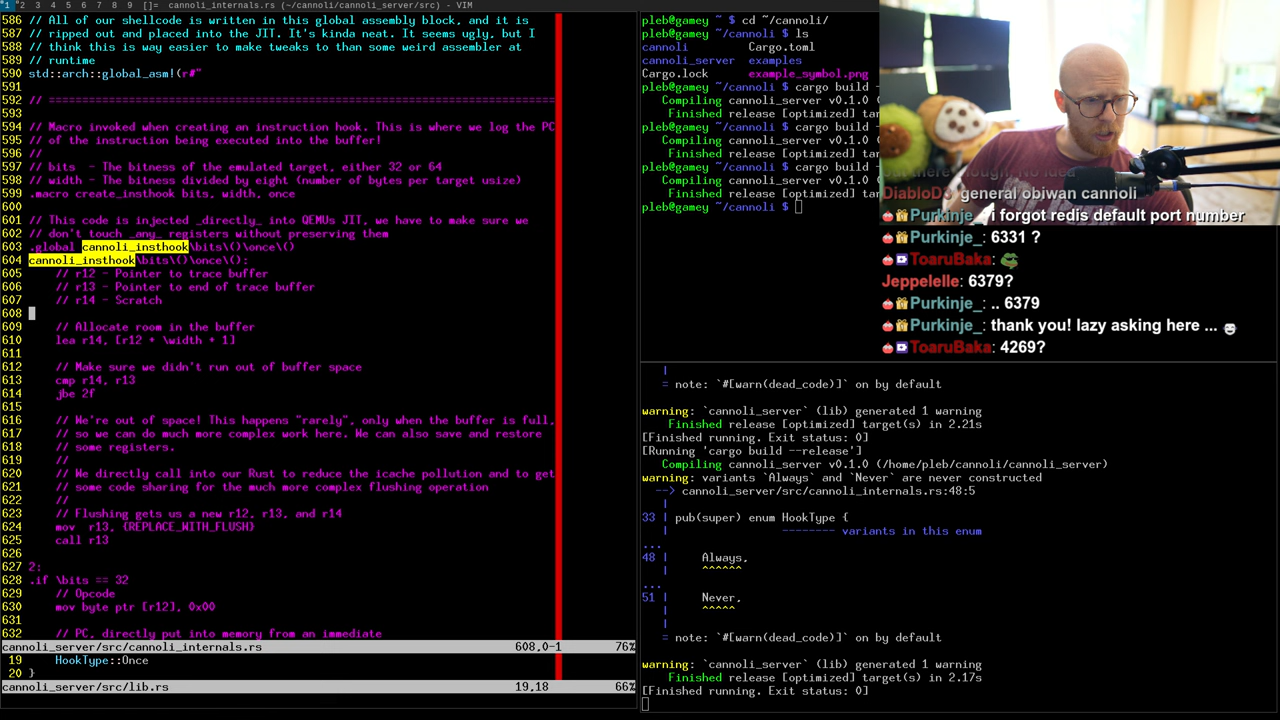 1 2 3 4 5 6 7 8 9 []= cannoli_internals.rs (~/cannoli/cannoli_server/src) - VIM
586 // All of our shellcode is written in this global assembly block, and it is
587 // ripped out and placed into the JIT. It's kinda neat. It seems ugly, but I
588 // think this is way easier to make tweaks to than some weird assembler at
589 // runtime
590 std::arch::global_asm!(r#"
591
592 // =============================================================================
593
594 // Macro invoked when creating an instruction hook. This is where we log the PC
595 // of the instruction being executed into the buffer!
596 //
597 // bits  - The bitness of the emulated target, either 32 or 64
598 // width - The bitness divided by eight (number of bytes per target usize)
599 .macro create_insthook bits, width, once
600
601 // This code is injected _directly_ into QEMUs JIT, we have to make sure we
602 // don't touch _any_ registers without preserving them
603 .global cannoli_insthook\bits\()\once\()
604 cannoli_insthook\bits\()\once\():
605     // r12 - Pointer to trace buffer
606     // r13 - Pointer to end of trace buffer
607     // r14 - Scratch
608
609     // Allocate room in the buffer
610     lea r14, [r12 + \width + 1]
611
612     // Make sure we didn't run out of buffer space
613     cmp r14, r13
614     jbe 2f
615
616     // We're out of space! This happens "rarely", only when the buffer is full,
617     // so we can do much more complex work here. We can also save and restore
618     // some registers.
619     //
620     // We directly call into our Rust to reduce the icache pollution and to get
621     // some code sharing for the much more complex flushing operation
622     //
623     // Flushing gets us a new r12, r13, and r14
624     mov  r13, {REPLACE_WITH_FLUSH}
625     call r13
626
627 2:
628 .if \bits == 32
629     // Opcode
630     mov byte ptr [r12], 0x00
631
632     // PC, directly put into memory from an immediate
cannoli_server/src/cannoli_internals.rs 608,0-1 76%
19     HookType::Once
20 }
cannoli_server/src/lib.rs 19,18 66%
pleb@gamey ~ $ cd ~/cannoli/
pleb@gamey ~/cannoli $ ls
cannoli Cargo.toml
cannoli_server examples
Cargo.lock example_symbol.png
pleb@gamey ~/cannoli $ cargo build -
Compiling cannoli_server v0.1.0 (
Finished release [optimized] tar
pleb@gamey ~/cannoli $ cargo build -
Compiling cannoli_server v0.1.0 (
Finished release [optimized] tar
pleb@gamey ~/cannoli $ cargo build -
Compiling cannoli_server v0.1.0 (
Finished release [optimized] tar
pleb@gamey ~/cannoli $
DiabloD3: general obiwan cannoli
Purkinje_: i forgot redis default port number
Purkinje_: 6331 ?
ToaruBaka:
Jeppelelle: 6379?
Purkinje_: .. 6379
Purkinje_: thank you! lazy asking here ...
ToaruBaka: 4269?
|
= note: `#[warn(dead_code)]` on by default
warning: `cannoli_server` (lib) generated 1 warning
Finished release [optimized] target(s) in 2.21s
[Finished running. Exit status: 0]
[Running 'cargo build --release']
Compiling cannoli_server v0.1.0 (/home/pleb/cannoli/cannoli_server)
warning: variants `Always` and `Never` are never constructed
--> cannoli_server/src/cannoli_internals.rs:48:5
|
33 | pub(super) enum HookType {
| -------- variants in this enum
...
48 |     Always,
| ^^^^^^
...
51 |     Never,
| ^^^^^
|
= note: `#[warn(dead_code)]` on by default
warning: `cannoli_server` (lib) generated 1 warning
Finished release [optimized] target(s) in 2.17s
[Finished running. Exit status: 0]